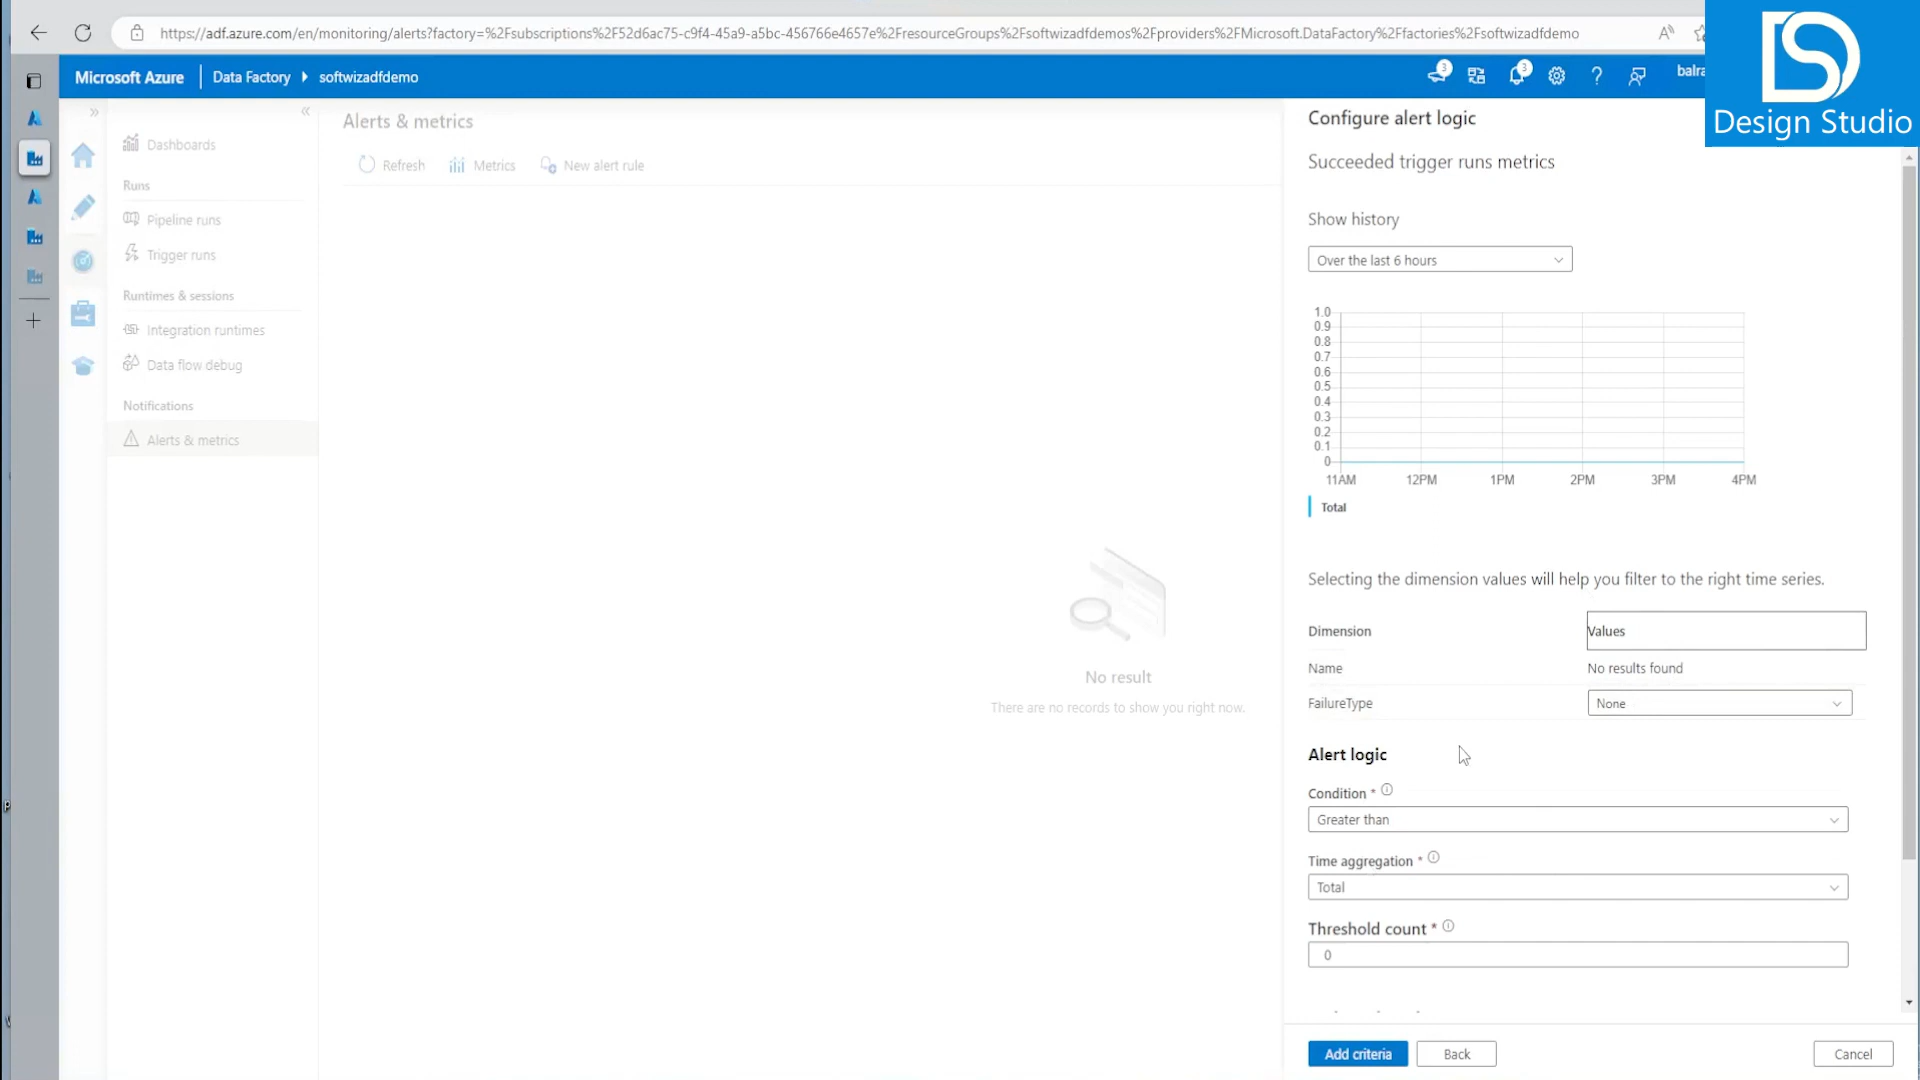 https://adf.azure.com/en/monitoring/alerts?factory=%2Fsubscriptions%2F52d6ac75-c9f4-45a9-a5bc-456766e4657e%2FresourceGroups%2Fsoftwizadfdemos%2Fproviders%2FMicrosoft.DataFactory%2Ffactories%2Fsoftwizadfdemo
Microsoft Azure
Data Factory
softwizadfdemo
3
3
balra
Design Studio
Dashboards
Runs
Pipeline runs
Trigger runs
Runtimes & sessions
Integration runtimes
Data flow debug
Notifications
Alerts & metrics
Alerts & metrics
Refresh
Metrics
New alert rule
No result
There are no records to show you right now.
Configure alert logic
Succeeded trigger runs metrics
Show history
Over the last 6 hours
1.0
0.9
0.8
0.7
0.6
0.5
0.4
0.3
0.2
0.1
0
11AM 12PM 1PM 2PM 3PM 4PM
Total
Selecting the dimension values will help you filter to the right time series.
Dimension Values
Name No results found
FailureType None
Alert logic
Condition *
Greater than
Time aggregation *
Total
Threshold count *
0
Add criteria
Back
Cancel